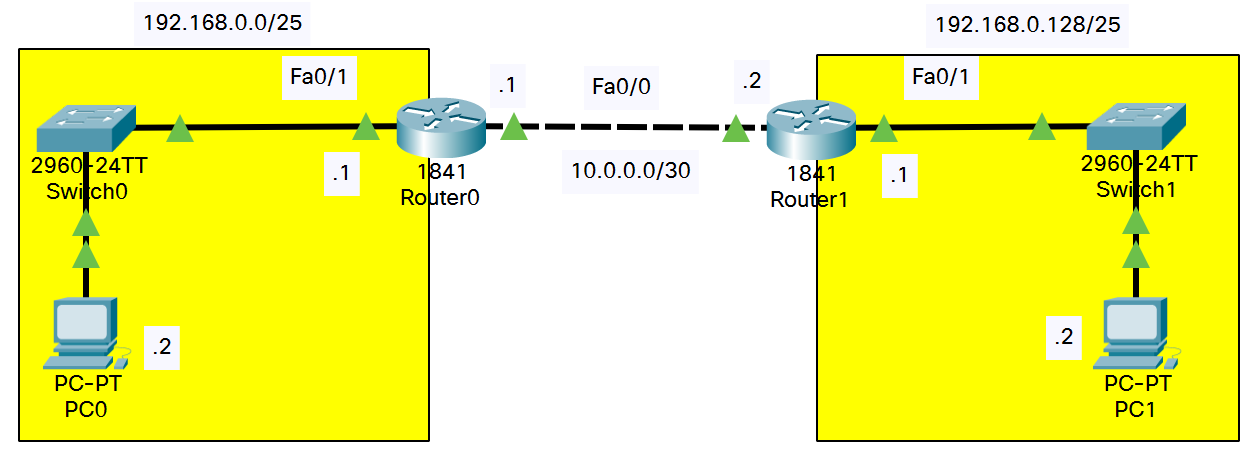 192.168.0.0/25
192.168.0.128/25
Fa0/1
.1
Fa0/0
.2
Fa0/1
2960-24TT
Switch0
.1
1841
Router0
10.0.0.0/30
1841
Router1
.1
2960-24TT
Switch1
.2
PC-PT
PC0
.2
PC-PT
PC1